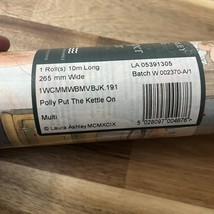 1 Roll(s) 10m Long
265 mm Wide
1WCMMWBMVBJK.191
Polly Put The Kettle On
Multi
© Laura Ashley MCMXCIX
LA 05391305
Batch W 002370-A/1